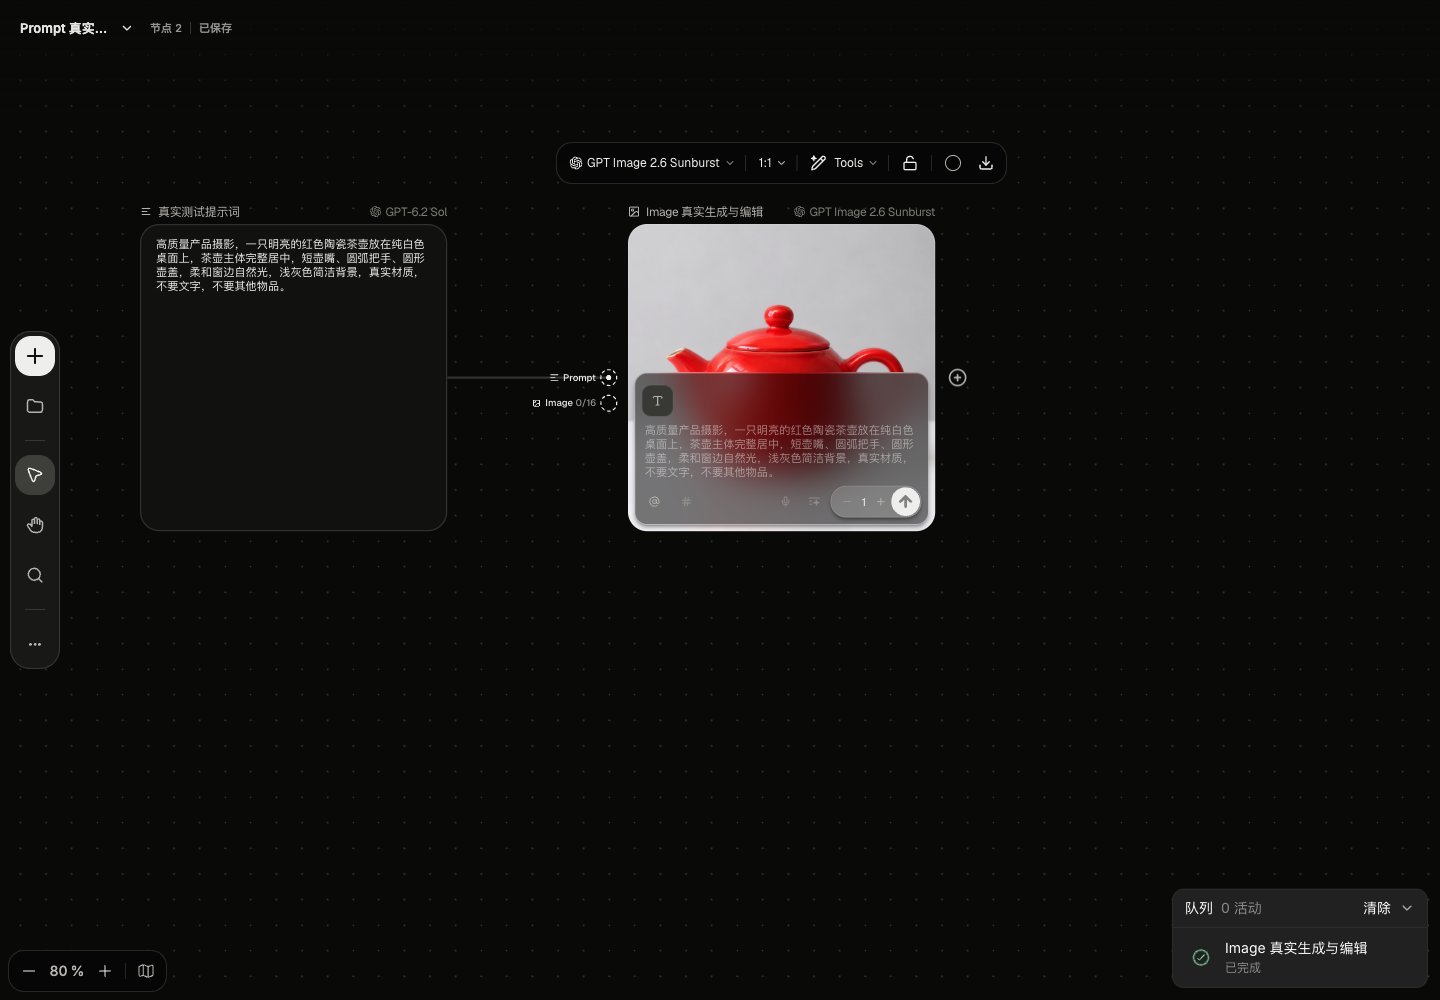 Prompt 真实...
节点 2
已保存
GPT Image 2.6 Sunburst
1:1
Tools
真实测试提示词
GPT-6.2 Sol
Image 真实生成与编辑
GPT Image 2.6 Sunburst
高质量产品摄影，一只明亮的红色陶瓷茶壶放在纯白色
桌面上，茶壶主体完整居中，短壶嘴、圆弧把手、圆形
壶盖，柔和窗边自然光，浅灰色简洁背景，真实材质，
不要文字，不要其他物品。
Prompt
Image 0/16
T
高质量产品摄影，一只明亮的红色陶瓷茶壶放在纯白色
桌面上，茶壶主体完整居中，短壶嘴、圆弧把手、圆形
壶盖，柔和窗边自然光，浅灰色简洁背景，真实材质，
不要文字，不要其他物品。
1
队列 0 活动
清除
Image 真实生成与编辑
已完成
80 %